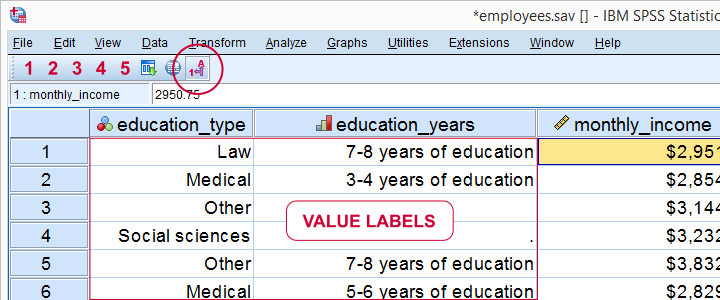 *employees.sav [] - IBM SPSS Statistic
File Edit View Data Transform Analyze Graphs Utilities Extensions Window Help
1 2 3 4 5 1 A
1 : monthly_income 2950.75
education_type education_years monthly_income
1 Law 7-8 years of education $2,951
2 Medical 3-4 years of education $2,854
3 Other $3,144
VALUE LABELS
4 Social sciences . $3,232
5 Other 7-8 years of education $3,832
6 Medical 5-6 years of education $2,829